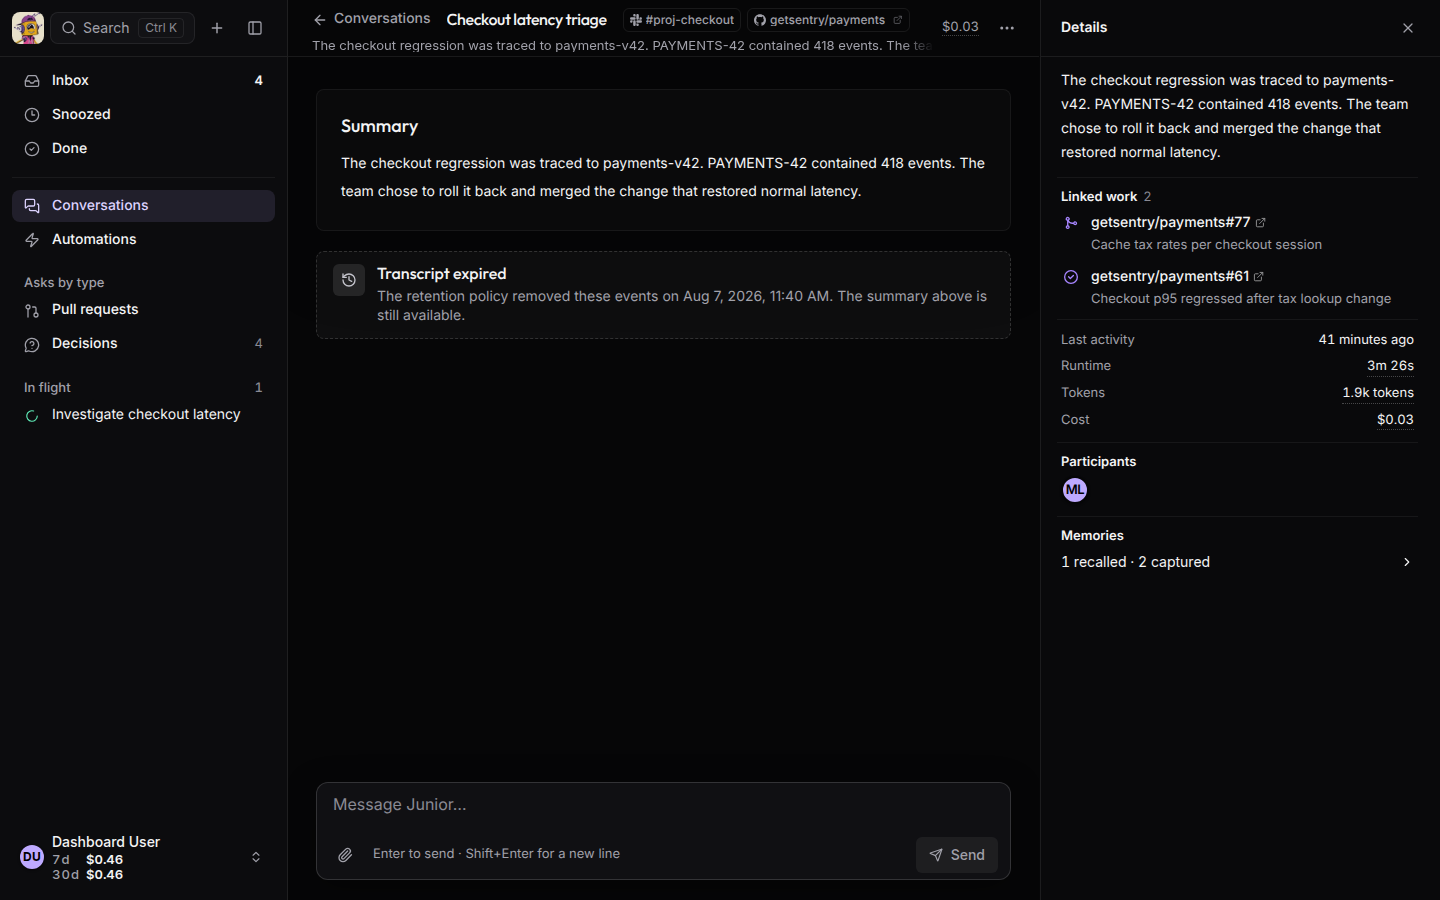 Search Ctrl K
Inbox 4
Snoozed
Done
Conversations
Automations
Asks by type
Pull requests
Decisions 4
In flight 1
Investigate checkout latency
DU Dashboard User
7d $0.46
30d $0.46
Conversations Checkout latency triage #proj-checkout getsentry/payments $0.03
The checkout regression was traced to payments-v42. PAYMENTS-42 contained 418 events. The tea
Summary
The checkout regression was traced to payments-v42. PAYMENTS-42 contained 418 events. The
team chose to roll it back and merged the change that restored normal latency.
Transcript expired
The retention policy removed these events on Aug 7, 2026, 11:40 AM. The summary above is
still available.
Message Junior...
Enter to send · Shift+Enter for a new line Send
Details
The checkout regression was traced to payments-
v42. PAYMENTS-42 contained 418 events. The team
chose to roll it back and merged the change that
restored normal latency.
Linked work 2
getsentry/payments#77
Cache tax rates per checkout session
getsentry/payments#61
Checkout p95 regressed after tax lookup change
Last activity 41 minutes ago
Runtime 3m 26s
Tokens 1.9k tokens
Cost $0.03
Participants
ML
Memories
1 recalled · 2 captured